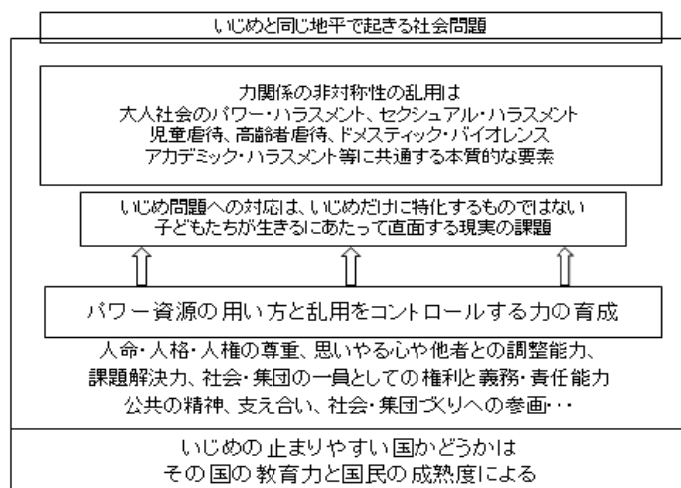 いじめと同じ地平で起きる社会問題
力関係の非対称性の乱用は
大人社会のパワー・ハラスメント、セクシュアル・ハラスメント
児童虐待、高齢者虐待、ドメスティック・バイオレンス
アカデミック・ハラスメント等に共通する本質的な要素
いじめ問題への対応は、いじめだけに特化するものではない
子どもたちが生きるにあたって直面する現実の課題
パワー資源の用い方と乱用をコントロールする力の育成
人命・人格・人権の尊重、思いやる心や他者との調整能力、
課題解決力、社会・集団の一員としての権利と義務・責任能力
公共の精神、支え合い、社会・集団づくりへの参画・・・
いじめの止まりやすい国かどうかは
その国の教育力と国民の成熟度による